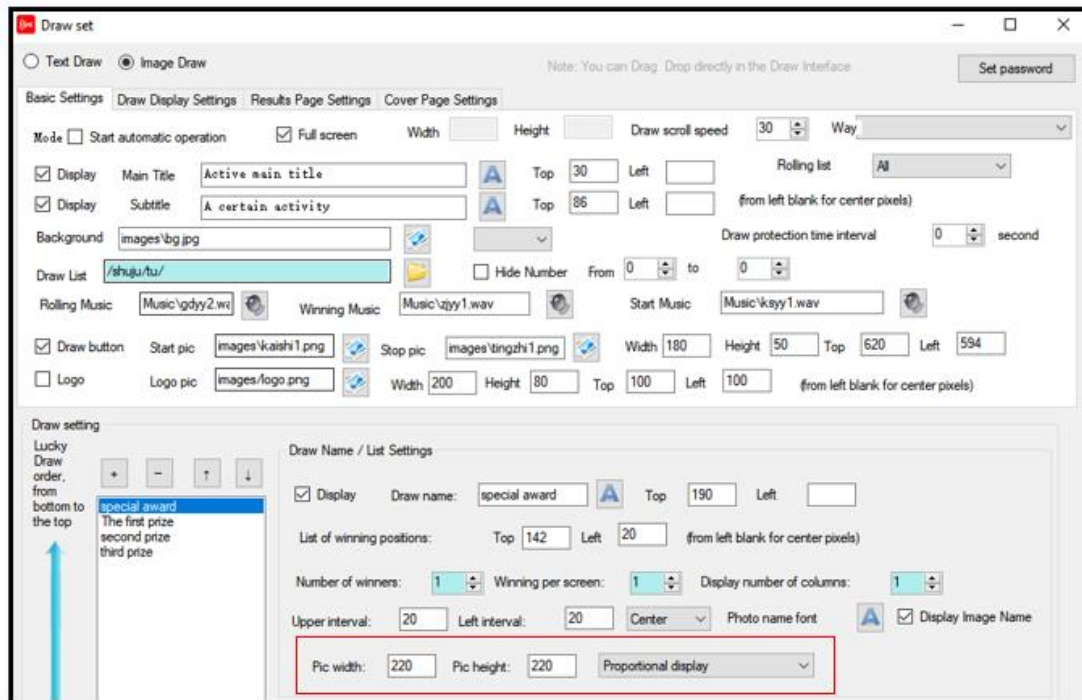 Draw set
Text Draw Image Draw Note: You can Drag. Drop directly in the Draw Interface Set password
Basic Settings Draw Display Settings Results Page Settings Cover Page Settings
Mode Start automatic operation Full screen Width Height Draw scroll speed 30 Way
Display Main Title Active main title A Top 30 Left Rolling list All
Display Subtitle A certain activity A Top 86 Left (from left blank for center pixels)
Background images\bg.jpg Draw protection time interval 0 second
Draw List /shuju/tu/ Hide Number From 0 to 0
Rolling Music Music\gdyy2.wa Winning Music Music\zjyy1.wav Start Music Music\ksyy1.wav
Draw button Start pic images\kaishi1.png Stop pic images\tingzhi1.png Width 180 Height 50 Top 620 Left 594
Logo Logo pic images/logo.png Width 200 Height 80 Top 100 Left 100 (from left blank for center pixels)
Draw setting
Lucky
Draw
order,
from
bottom to
the top
+ - ↑ ↓
special award
The first prize
second prize
third prize
Draw Name / List Settings
Display Draw name: special award A Top 190 Left
List of winning positions: Top 142 Left 20 (from left blank for center pixels)
Number of winners: 1 Winning per screen: 1 Display number of columns: 1
Upper interval: 20 Left interval: 20 Center Photo name font A Display Image Name
Pic width: 220 Pic height: 220 Proportional display